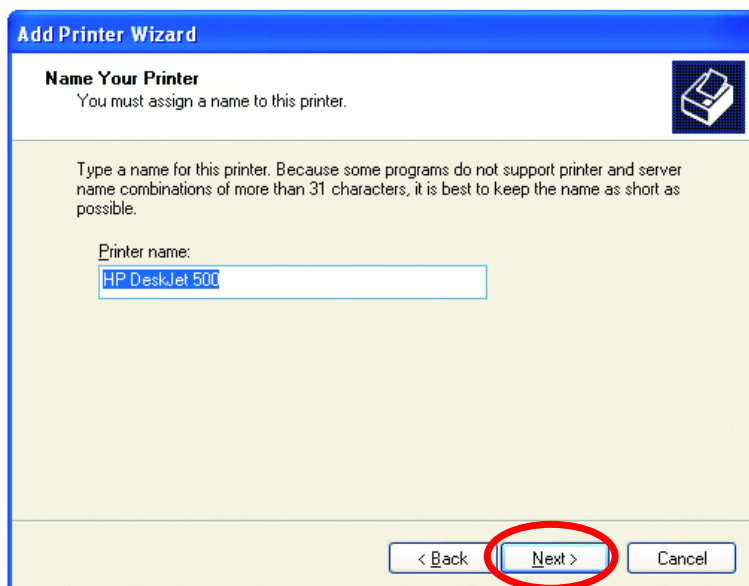 Add Printer Wizard
Name Your Printer
You must assign a name to this printer.
Type a name for this printer. Because some programs do not support printer and server
name combinations of more than 31 characters, it is best to keep the name as short as
possible.
Printer name:
HP DeskJet 500
< Back Next > Cancel